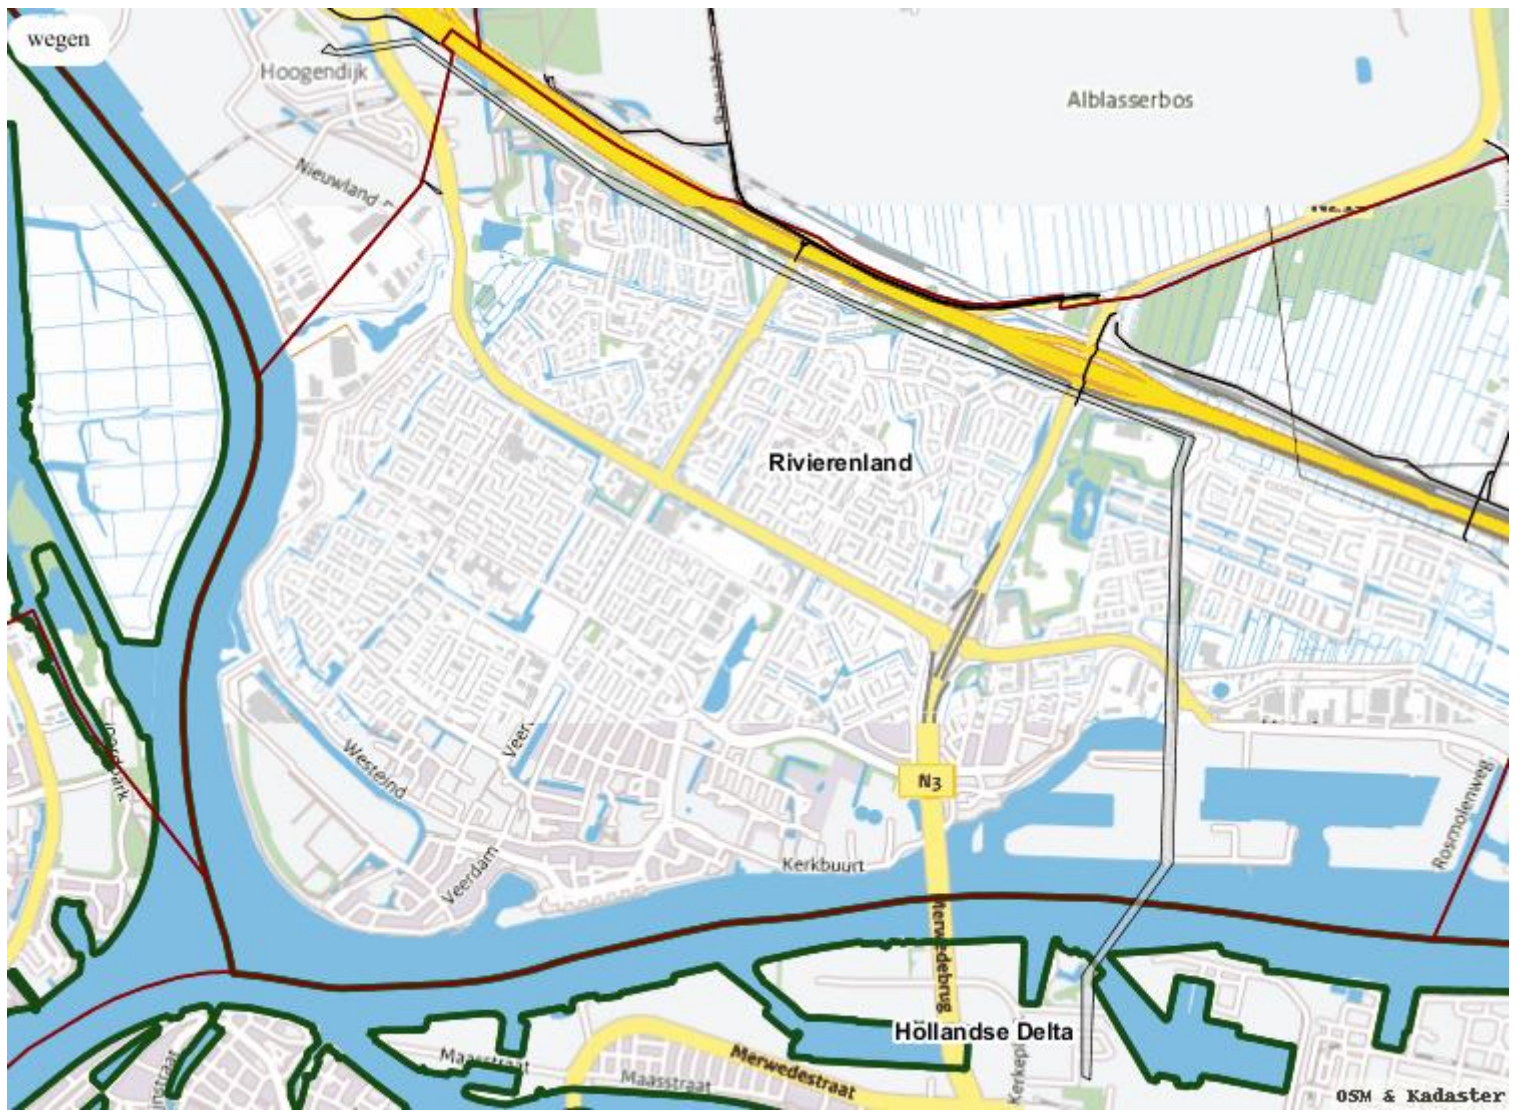 wegen
Hoogendijk
Alblasserbos
Nieuwland
Rivierenland
Veer
Westeind
N3
Rosmolenweg
Kerkbuurt
Veerdam
Merwedebrug
Hollandse Delta
Maasstraat
Maasstraat
Merwedestraat
OSM & Kadaster